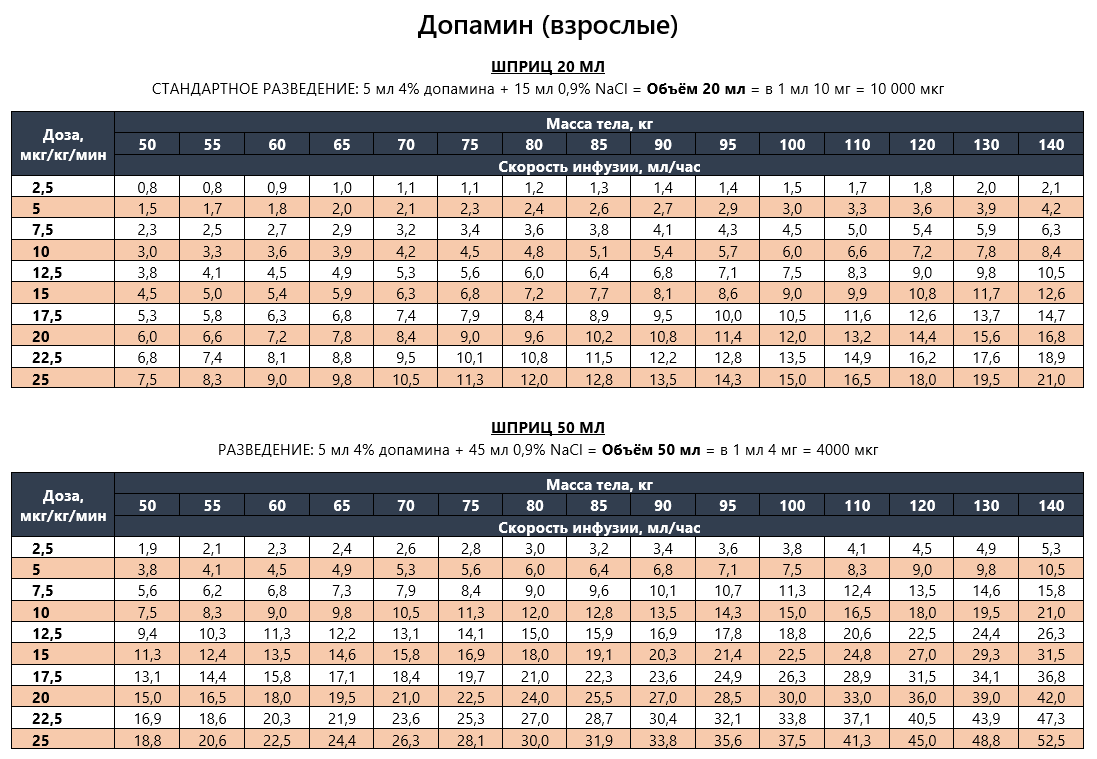 Допамин (взрослые)
ШПРИЦ 20 МЛ
СТАНДАРТНОЕ РАЗВЕДЕНИЕ: 5 мл 4% допамина + 15 мл 0,9% NaCl = Объём 20 мл = в 1 мл 10 мг = 10 000 мкг
Доза, мкг/кг/мин Масса тела, кг
50 55 60 65 70 75 80 85 90 95 100 110 120 130 140
Скорость инфузии, мл/час
2,5 0,8 0,8 0,9 1,0 1,1 1,1 1,2 1,3 1,4 1,4 1,5 1,7 1,8 2,0 2,1
5 1,5 1,7 1,8 2,0 2,1 2,3 2,4 2,6 2,7 2,9 3,0 3,3 3,6 3,9 4,2
7,5 2,3 2,5 2,7 2,9 3,2 3,4 3,6 3,8 4,1 4,3 4,5 5,0 5,4 5,9 6,3
10 3,0 3,3 3,6 3,9 4,2 4,5 4,8 5,1 5,4 5,7 6,0 6,6 7,2 7,8 8,4
12,5 3,8 4,1 4,5 4,9 5,3 5,6 6,0 6,4 6,8 7,1 7,5 8,3 9,0 9,8 10,5
15 4,5 5,0 5,4 5,9 6,3 6,8 7,2 7,7 8,1 8,6 9,0 9,9 10,8 11,7 12,6
17,5 5,3 5,8 6,3 6,8 7,4 7,9 8,4 8,9 9,5 10,0 10,5 11,6 12,6 13,7 14,7
20 6,0 6,6 7,2 7,8 8,4 9,0 9,6 10,2 10,8 11,4 12,0 13,2 14,4 15,6 16,8
22,5 6,8 7,4 8,1 8,8 9,5 10,1 10,8 11,5 12,2 12,8 13,5 14,9 16,2 17,6 18,9
25 7,5 8,3 9,0 9,8 10,5 11,3 12,0 12,8 13,5 14,3 15,0 16,5 18,0 19,5 21,0
ШПРИЦ 50 МЛ
РАЗВЕДЕНИЕ: 5 мл 4% допамина + 45 мл 0,9% NaCl = Объём 50 мл = в 1 мл 4 мг = 4000 мкг
Доза, мкг/кг/мин Масса тела, кг
50 55 60 65 70 75 80 85 90 95 100 110 120 130 140
Скорость инфузии, мл/час
2,5 1,9 2,1 2,3 2,4 2,6 2,8 3,0 3,2 3,4 3,6 3,8 4,1 4,5 4,9 5,3
5 3,8 4,1 4,5 4,9 5,3 5,6 6,0 6,4 6,8 7,1 7,5 8,3 9,0 9,8 10,5
7,5 5,6 6,2 6,8 7,3 7,9 8,4 9,0 9,6 10,1 10,7 11,3 12,4 13,5 14,6 15,8
10 7,5 8,3 9,0 9,8 10,5 11,3 12,0 12,8 13,5 14,3 15,0 16,5 18,0 19,5 21,0
12,5 9,4 10,3 11,3 12,2 13,1 14,1 15,0 15,9 16,9 17,8 18,8 20,6 22,5 24,4 26,3
15 11,3 12,4 13,5 14,6 15,8 16,9 18,0 19,1 20,3 21,4 22,5 24,8 27,0 29,3 31,5
17,5 13,1 14,4 15,8 17,1 18,4 19,7 21,0 22,3 23,6 24,9 26,3 28,9 31,5 34,1 36,8
20 15,0 16,5 18,0 19,5 21,0 22,5 24,0 25,5 27,0 28,5 30,0 33,0 36,0 39,0 42,0
22,5 16,9 18,6 20,3 21,9 23,6 25,3 27,0 28,7 30,4 32,1 33,8 37,1 40,5 43,9 47,3
25 18,8 20,6 22,5 24,4 26,3 28,1 30,0 31,9 33,8 35,6 37,5 41,3 45,0 48,8 52,5